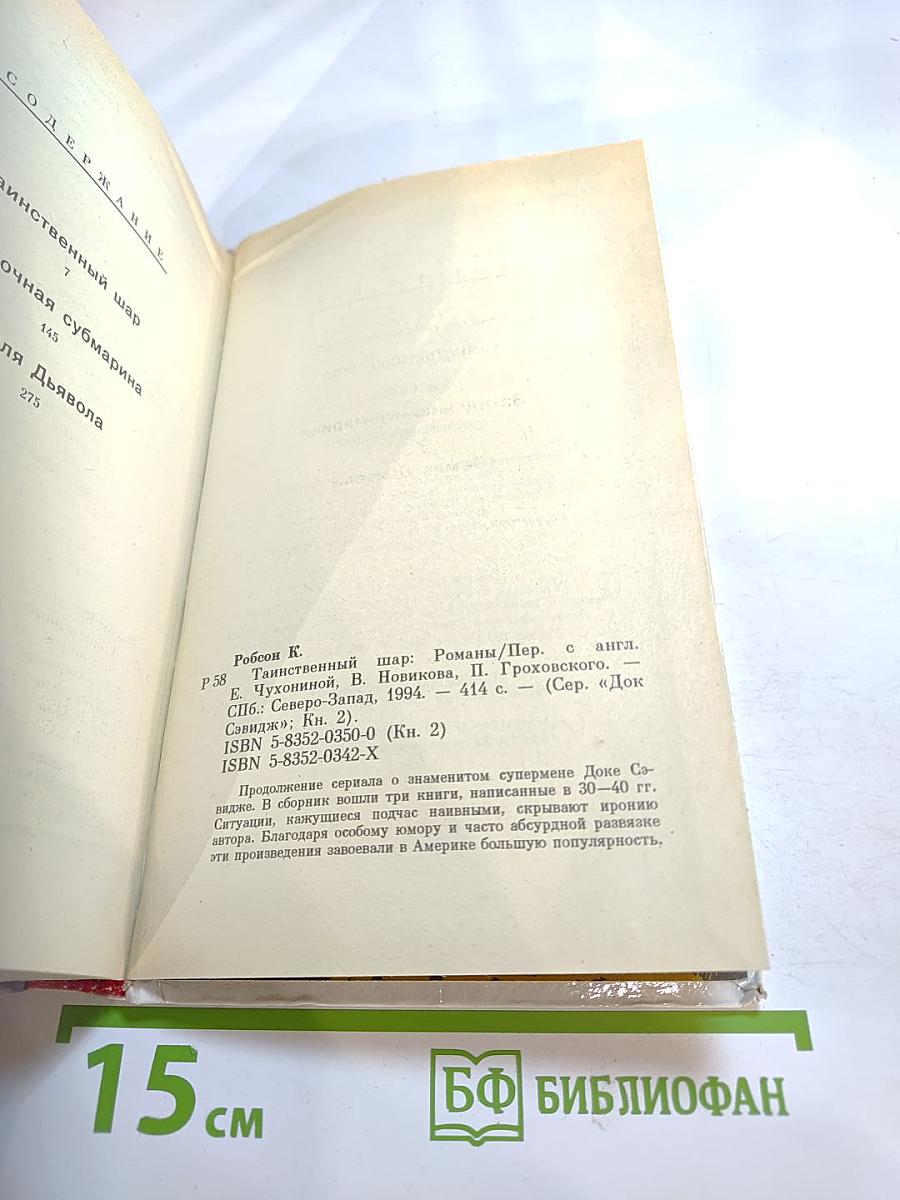 СОДЕРЖАНИЕ
аинственный шар
7
очная субмарина
145
ля Дьявола
275
Робсон К.
Р 58 Таинственный шар: Романы/Пер. с англ.
Е. Чухониной, В. Новикова, П. Гроховского. —
СПб.: Северо-Запад, 1994. — 414 с. — (Сер. «Док
Сэвидж»; Кн. 2).
ISBN 5-8352-0350-0 (Кн. 2)
ISBN 5-8352-0342-X
Продолжение сериала о знаменитом супермене Доке Сэ-
видже. В сборник вошли три книги, написанные в 30—40 гг.
Ситуации, кажущиеся подчас наивными, скрывают иронию
автора. Благодаря особому юмору и часто абсурдной развязке
эти произведения завоевали в Америке большую популярность.
15 см
БФ БИБЛИОФАН